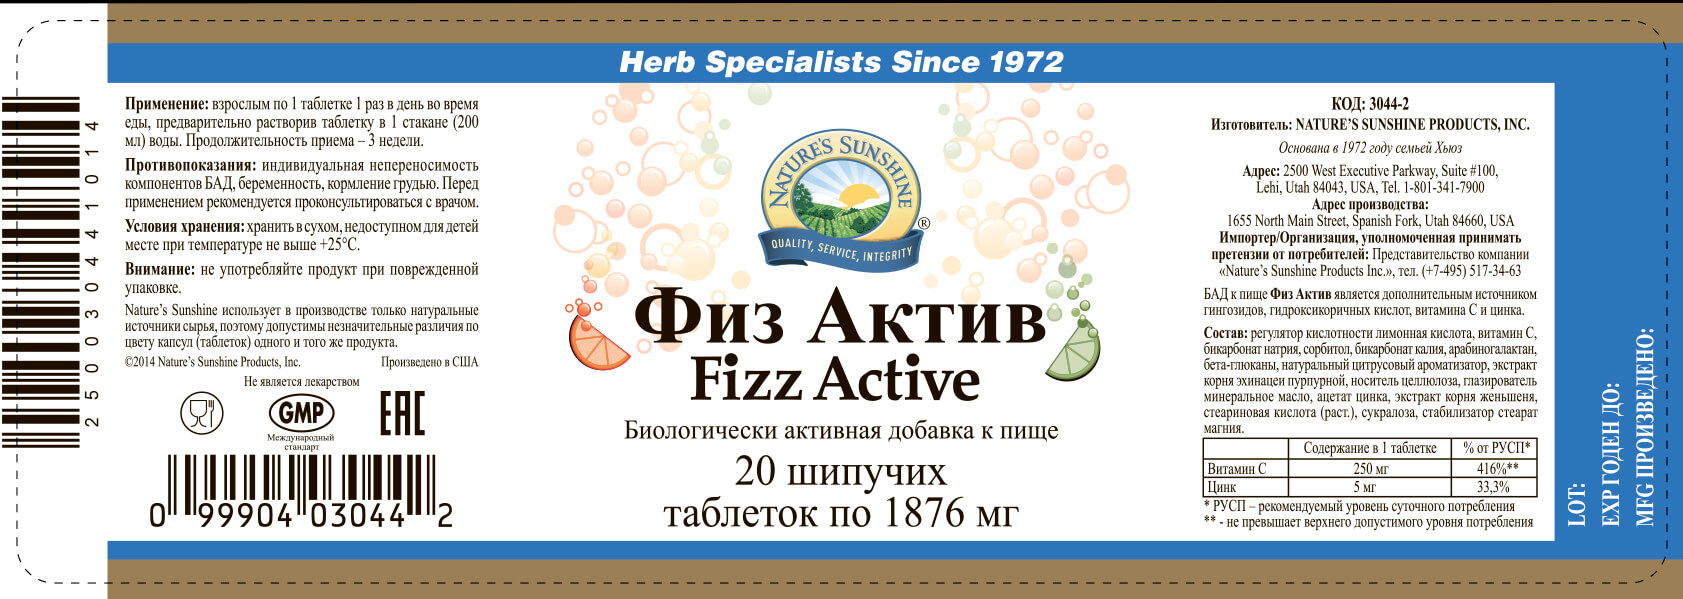 Herb Specialists Since 1972
250030441014
Применение: взрослым по 1 таблетке 1 раз в день во время
еды, предварительно растворив таблетку в 1 стакане (200
мл) воды. Продолжительность приема – 3 недели.
Противопоказания: индивидуальная непереносимость
компонентов БАД, беременность, кормление грудью. Перед
применением рекомендуется проконсультироваться с врачом.
Условия хранения: хранить в сухом, недоступном для детей
месте при температуре не выше +25°С.
Внимание: не употребляйте продукт при поврежденной
упаковке.
Nature's Sunshine использует в производстве только натуральные
источники сырья, поэтому допустимы незначительные различия по
цвету капсул (таблеток) одного и того же продукта.
©2014 Nature's Sunshine Products, Inc. Произведено в США
Не является лекарством
GMP
EAC
Международный
стандарт
0 99904 03044 2
NATURE'S SUNSHINE
®
QUALITY, SERVICE, INTEGRITY
Физ Актив
Fizz Active
Биологически активная добавка к пище
20 шипучих
таблеток по 1876 мг
КОД: 3044-2
Изготовитель: NATURE'S SUNSHINE PRODUCTS, INC.
Основана в 1972 году семьей Хьюз
Адрес: 2500 West Executive Parkway, Suite #100,
Lehi, Utah 84043, USA, Tel. 1-801-341-7900
Адрес производства:
1655 North Main Street, Spanish Fork, Utah 84660, USA
Импортер/Организация, уполномоченная принимать
претензии от потребителей: Представительство компании
«Nature's Sunshine Products Inc.», тел. (+7-495) 517-34-63
БАД к пище Физ Актив является дополнительным источником
гингозидов, гидроксикоричных кислот, витамина С и цинка.
Состав: регулятор кислотности лимонная кислота, витамин С,
бикарбонат натрия, сорбитол, бикарбонат калия, арабиногалактан,
бета-глюканы, натуральный цитрусовый ароматизатор, экстракт
корня эхинацеи пурпурной, носитель целлюлоза, глазирователь
минеральное масло, ацетат цинка, экстракт корня женьшеня,
стеариновая кислота (раст.), сукралоза, стабилизатор стеарат
магния.
Содержание в 1 таблетке % от РУСП*
Витамин С 250 мг 416%**
Цинк 5 мг 33,3%
* РУСП – рекомендуемый уровень суточного потребления
** - не превышает верхнего допустимого уровня потребления
LOT:
EXP ГОДЕН ДО:
MFG ПРОИЗВЕДЕНО: